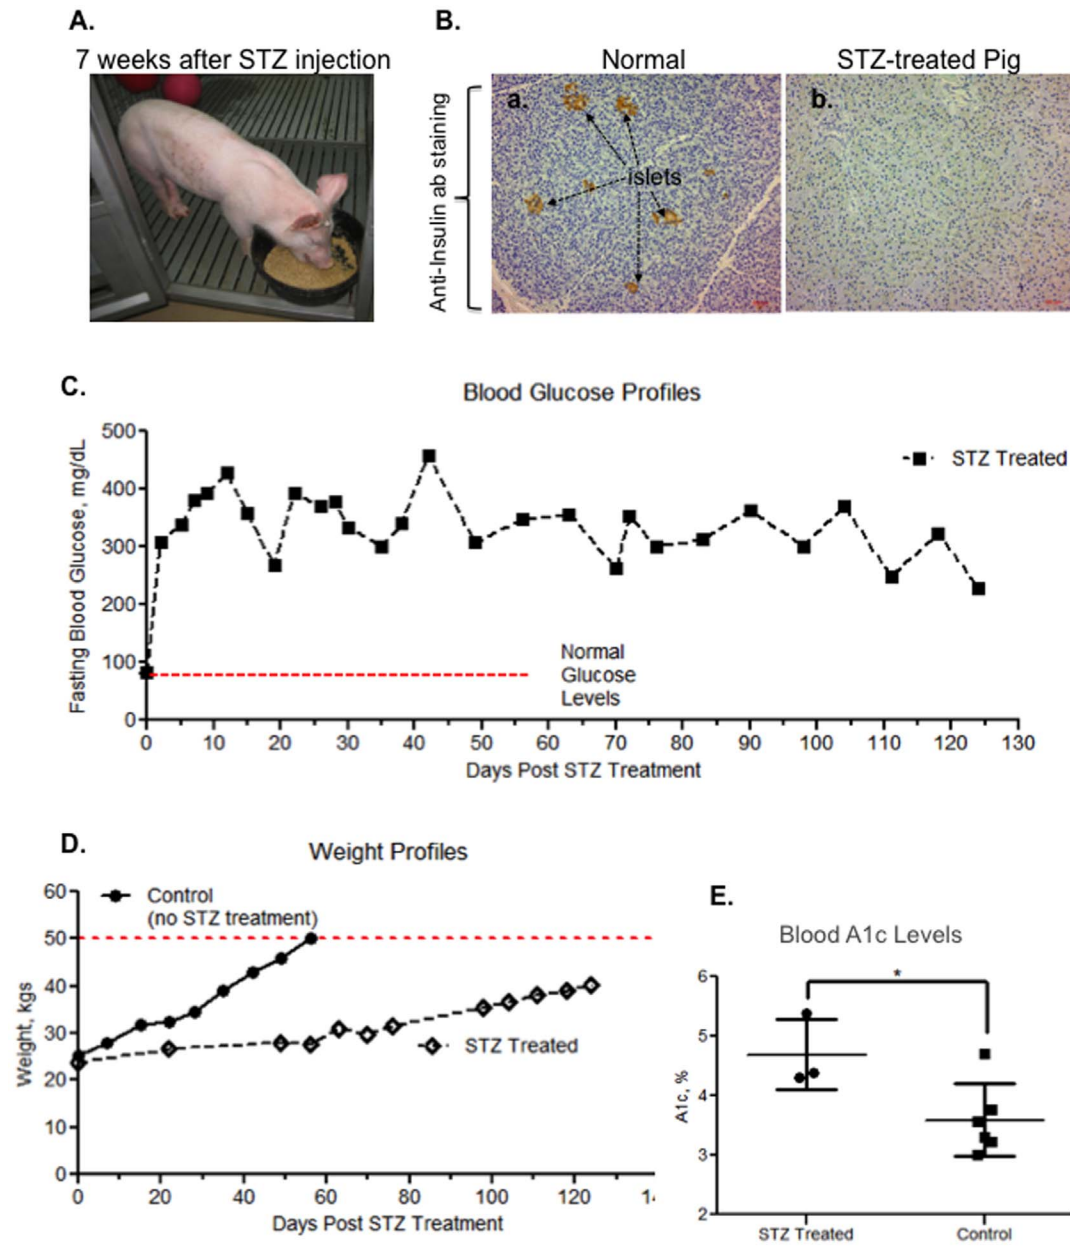 A.
7 weeks after STZ injection
B.
Normal
STZ-treated Pig
Anti-Insulin ab staining
a.
islets
b.
C.
Blood Glucose Profiles
Fasting Blood Glucose, mg/dL
500
400
300
200
100
0
STZ Treated
Normal
Glucose
Levels
0 10 20 30 40 50 60 70 80 90 100 110 120 130
Days Post STZ Treatment
D.
Weight Profiles
Weight, kgs
60
50
40
30
20
10
0
Control
(no STZ treatment)
STZ Treated
0 20 40 60 80 100 120 1
Days Post STZ Treatment
E.
Blood A1c Levels
*
A1c, %
6
5
4
3
2
STZ Treated Control